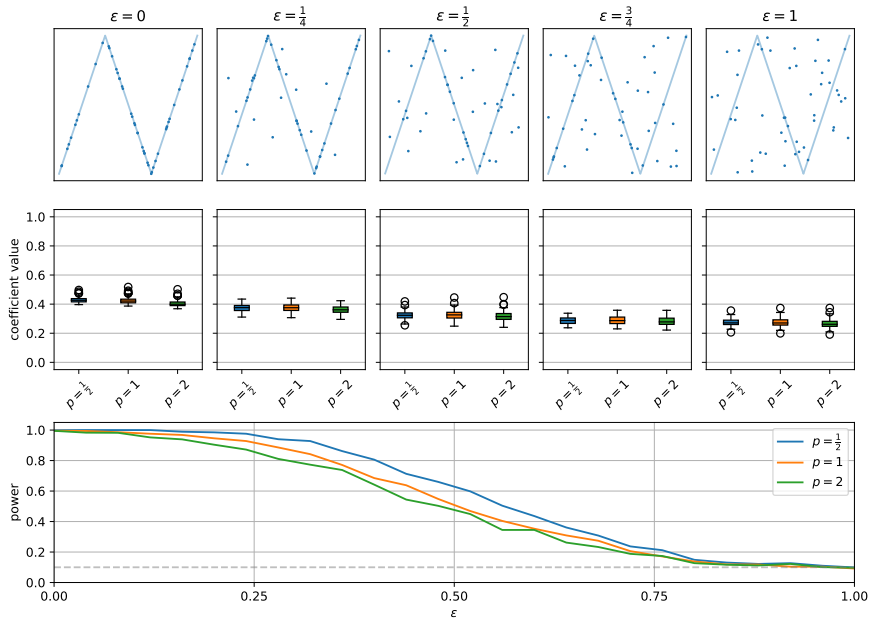 ε = 0 ε = 1/4 ε = 1/2 ε = 3/4 ε = 1
coefficient value
1.0
0.8
0.6
0.4
0.2
0.0
p = 1/2 p = 1 p = 2 p = 1/2 p = 1 p = 2 p = 1/2 p = 1 p = 2 p = 1/2 p = 1 p = 2 p = 1/2 p = 1 p = 2
power
1.0
0.8
0.6
0.4
0.2
0.0
p = 1/2
p = 1
p = 2
0.00 0.25 0.50 0.75 1.00
ε